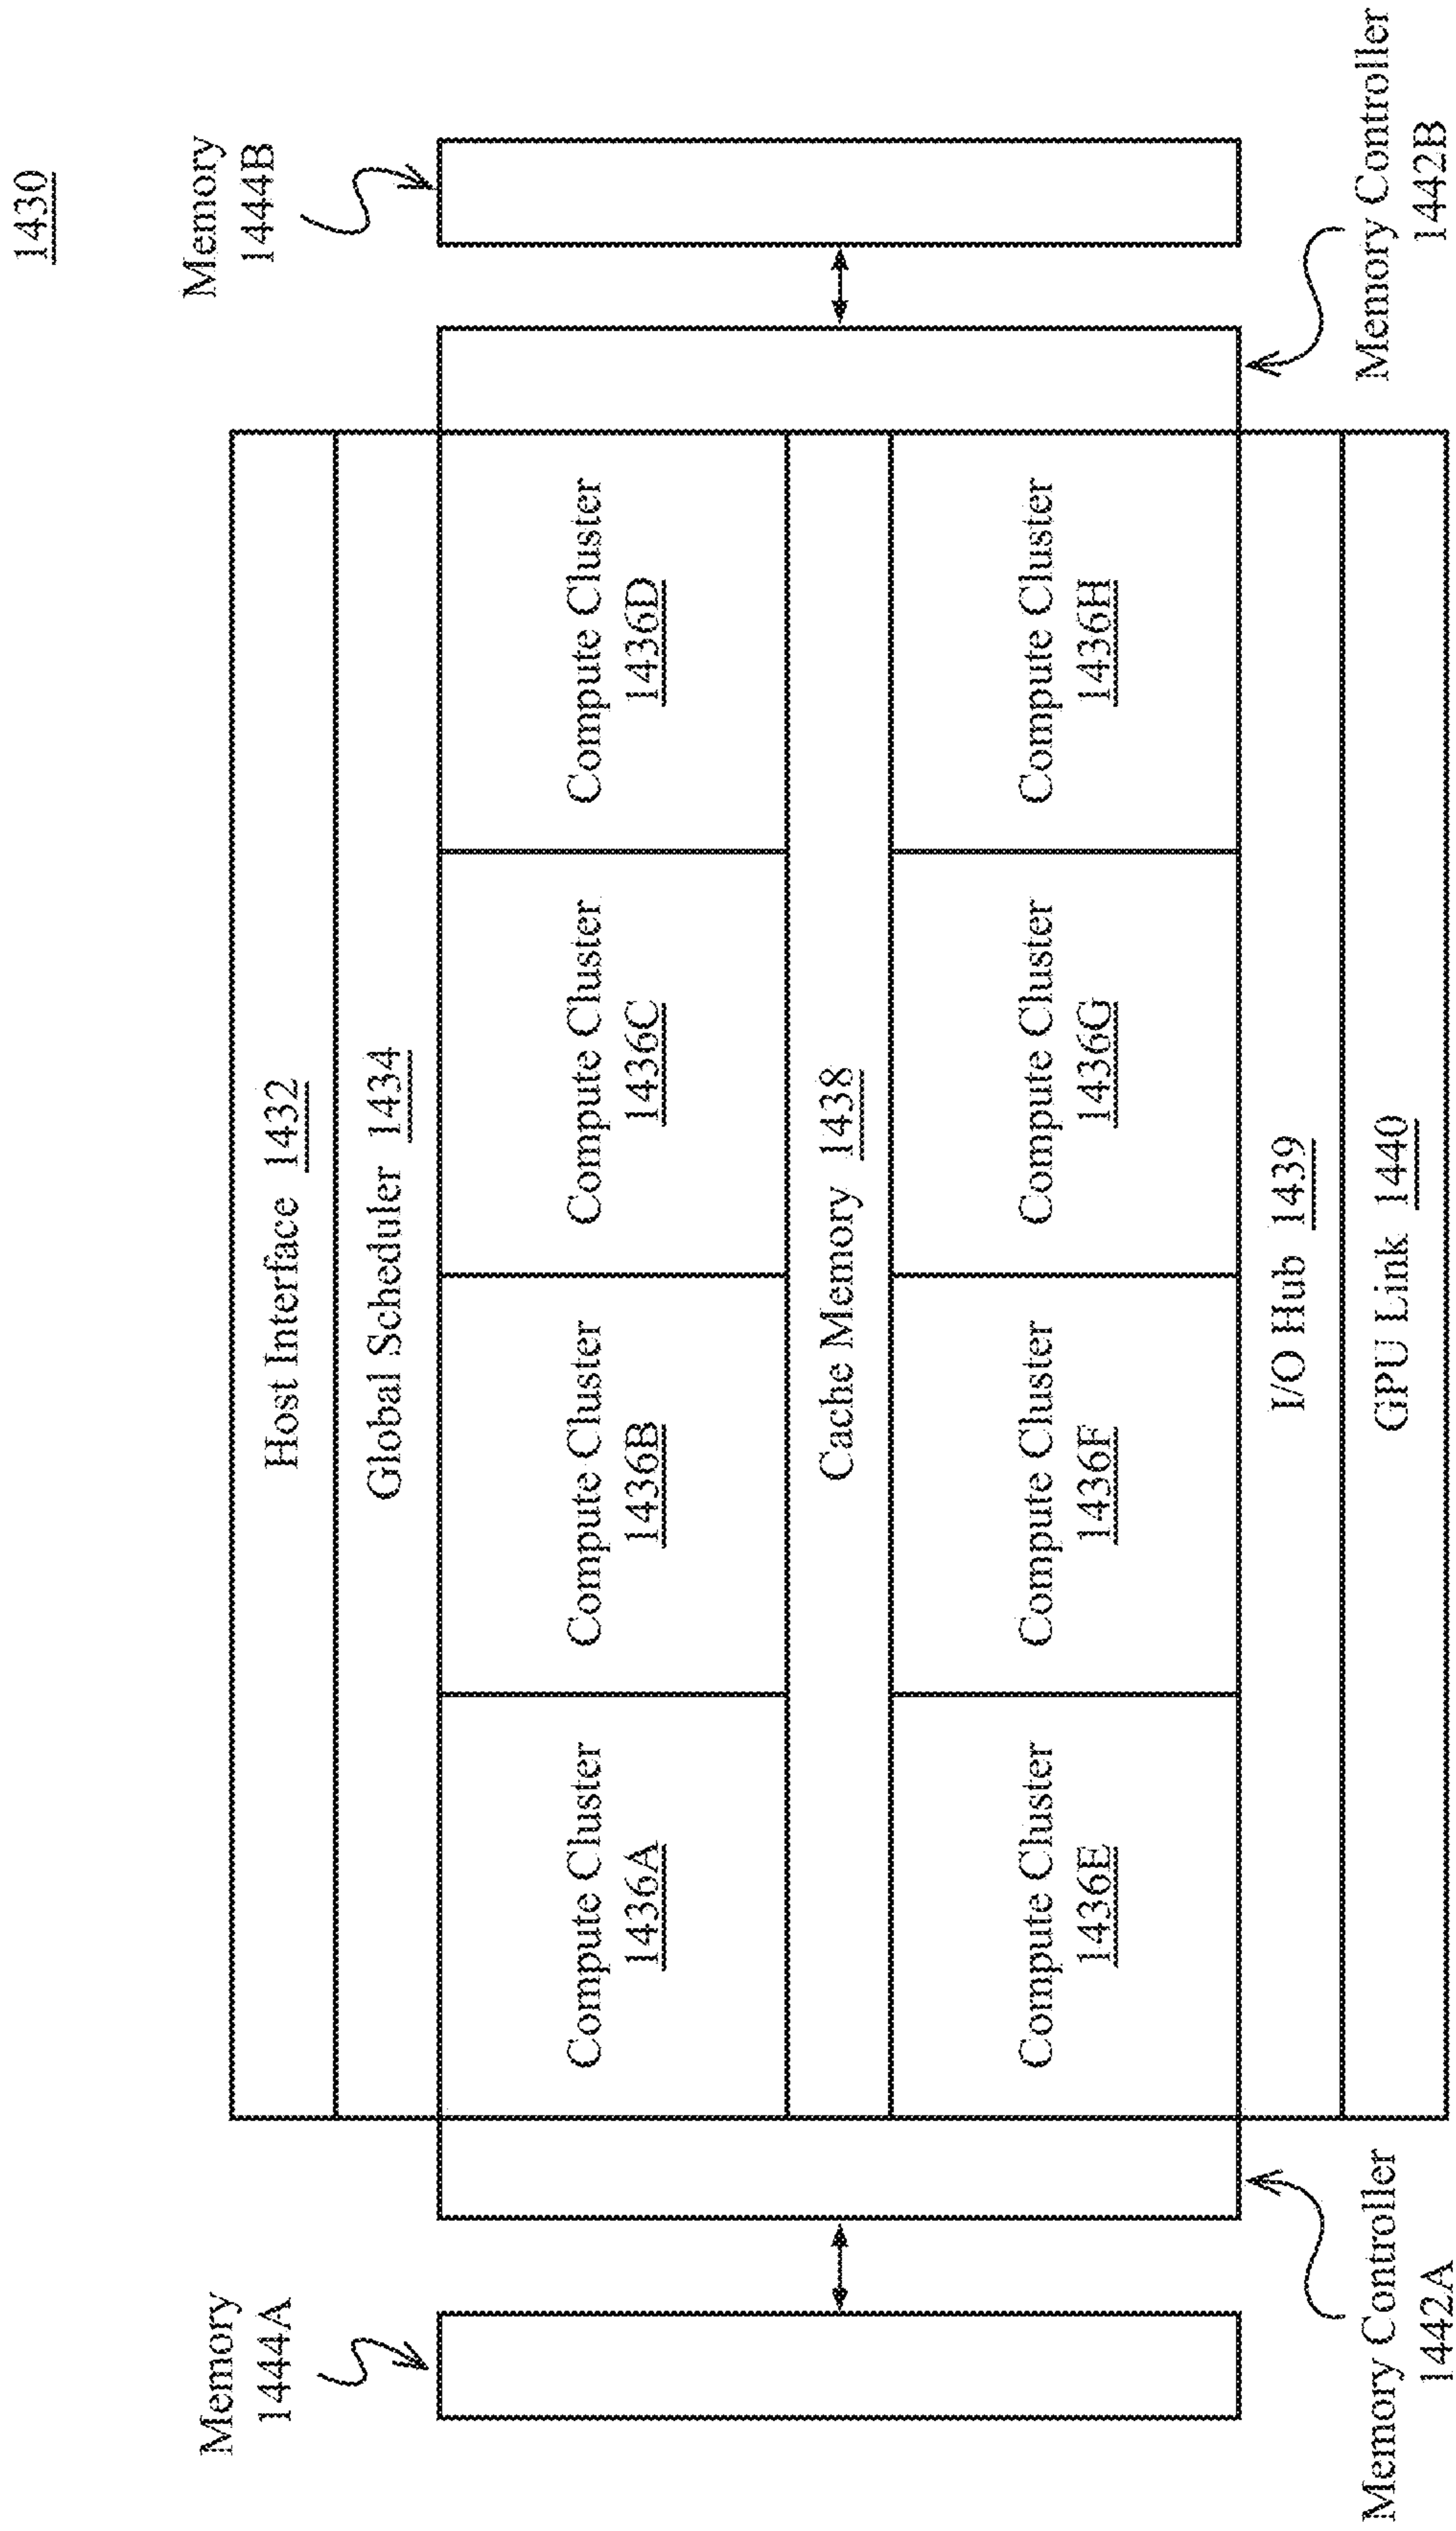 1430
Memory
1444A
Memory
1444B
Host Interface 1432
Global Scheduler 1434
Compute Cluster
1436A
Compute Cluster
1436B
Compute Cluster
1436C
Compute Cluster
1436D
Cache Memory 1438
Compute Cluster
1436E
Compute Cluster
1436F
Compute Cluster
1436G
Compute Cluster
1436H
I/O Hub 1439
GPU Link 1440
Memory Controller
1442A
Memory Controller
1442B